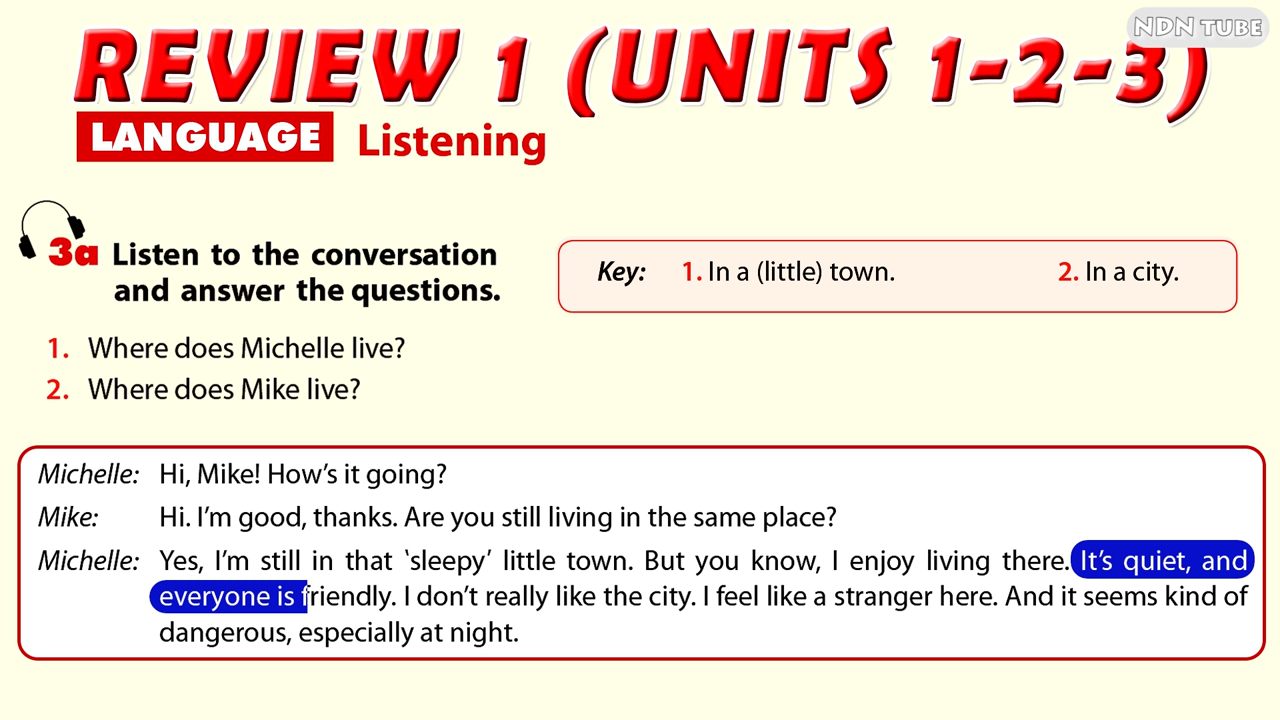 NDN TUBE
REVIEW 1 (UNITS 1-2-3)
LANGUAGE Listening
3a Listen to the conversation
and answer the questions.
Key: 1. In a (little) town. 2. In a city.
1. Where does Michelle live?
2. Where does Mike live?
Michelle: Hi, Mike! How's it going?
Mike: Hi. I'm good, thanks. Are you still living in the same place?
Michelle: Yes, I'm still in that ‛sleepy’ little town. But you know, I enjoy living there. It's quiet, and
everyone is friendly. I don't really like the city. I feel like a stranger here. And it seems kind of
dangerous, especially at night.